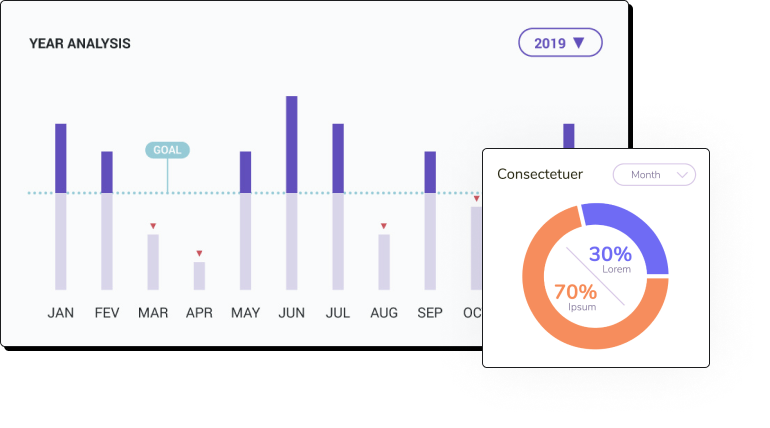 YEAR ANALYSIS
2019
GOAL
JAN FEV MAR APR MAY JUN JUL AUG SEP
Consectetuer
Month
30%
Lorem
70%
Ipsum